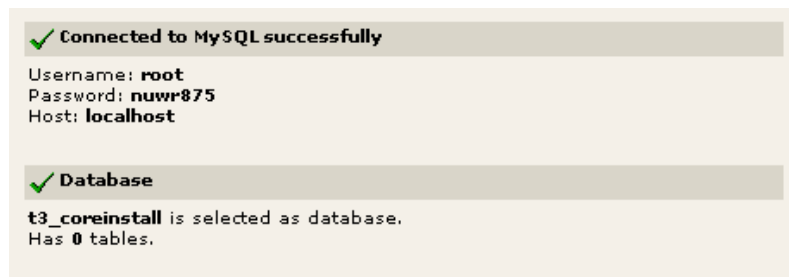 Connected to MySQL successfully
Username: root
Password: nuwr875
Host: localhost
Database
t3_coreinstall is selected as database.
Has 0 tables.